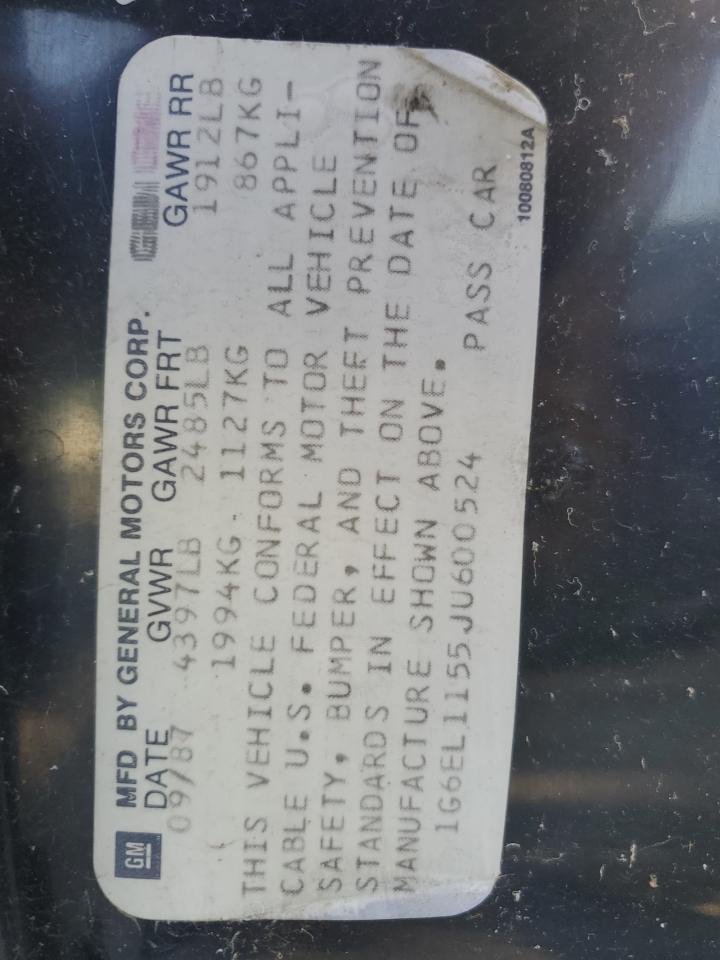 GM MFD BY GENERAL MOTORS CORP.
DATE GVWR GAWR FRT GAWR RR
09/87 4397LB 2485LB 1912LB
1994KG 1127KG 867KG
THIS VEHICLE CONFORMS TO ALL APPLI-
CABLE U.S. FEDERAL MOTOR VEHICLE
SAFETY, BUMPER, AND THEFT PREVENTION
STANDARDS IN EFFECT ON THE DATE OF
MANUFACTURE SHOWN ABOVE.
1G6EL1155JU600524 PASS CAR
10080812A